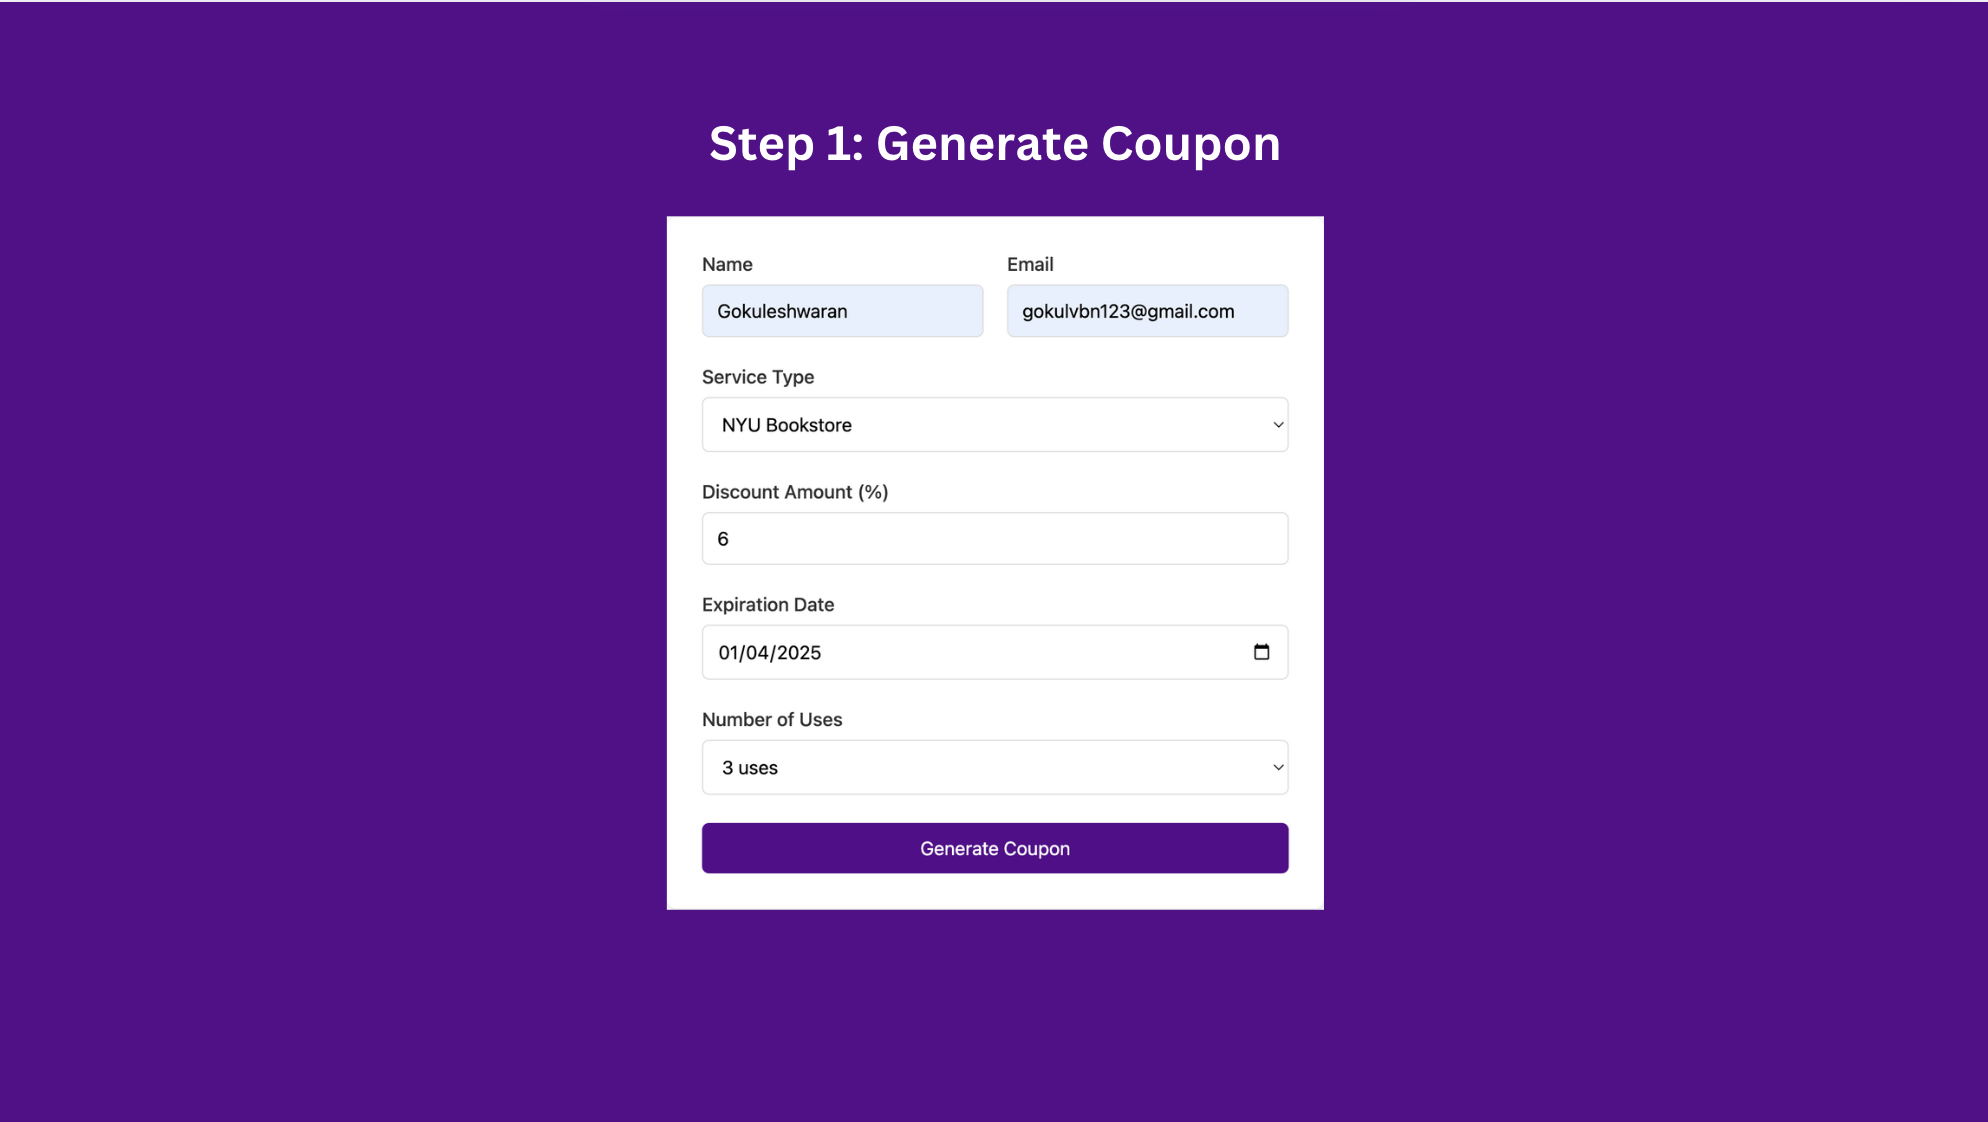 Step 1: Generate Coupon
Name Email
Gokuleshwaran gokulvbn123@gmail.com
Service Type
NYU Bookstore
Discount Amount (%)
6
Expiration Date
01/04/2025
Number of Uses
3 uses
Generate Coupon